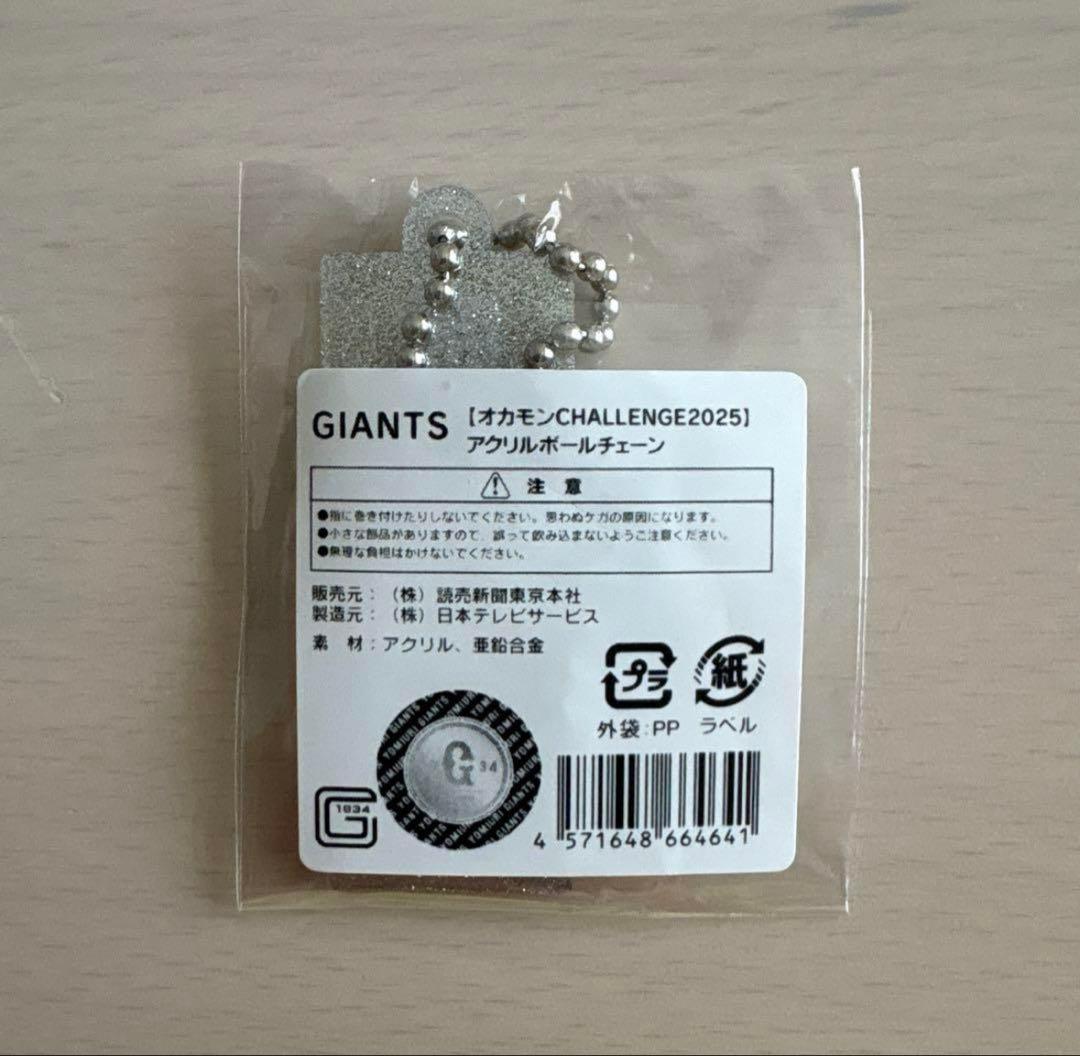 GIANTS 【オカモンCHALLENGE2025】
アクリルボールチェーン
注 意
●指に巻き付けたりしないでください。思わぬケガの原因になります。
●小さな部品がありますので、誤って飲み込まないようご注意ください。
●無理な負担はかけないでください。
販売元：（株）読売新聞東京本社
製造元：（株）日本テレビサービス
素 材：アクリル、亜鉛合金
プラ
紙
外袋：PP ラベル
YOMIURI GIANTS
G 34
1934
G
4 571648 664641